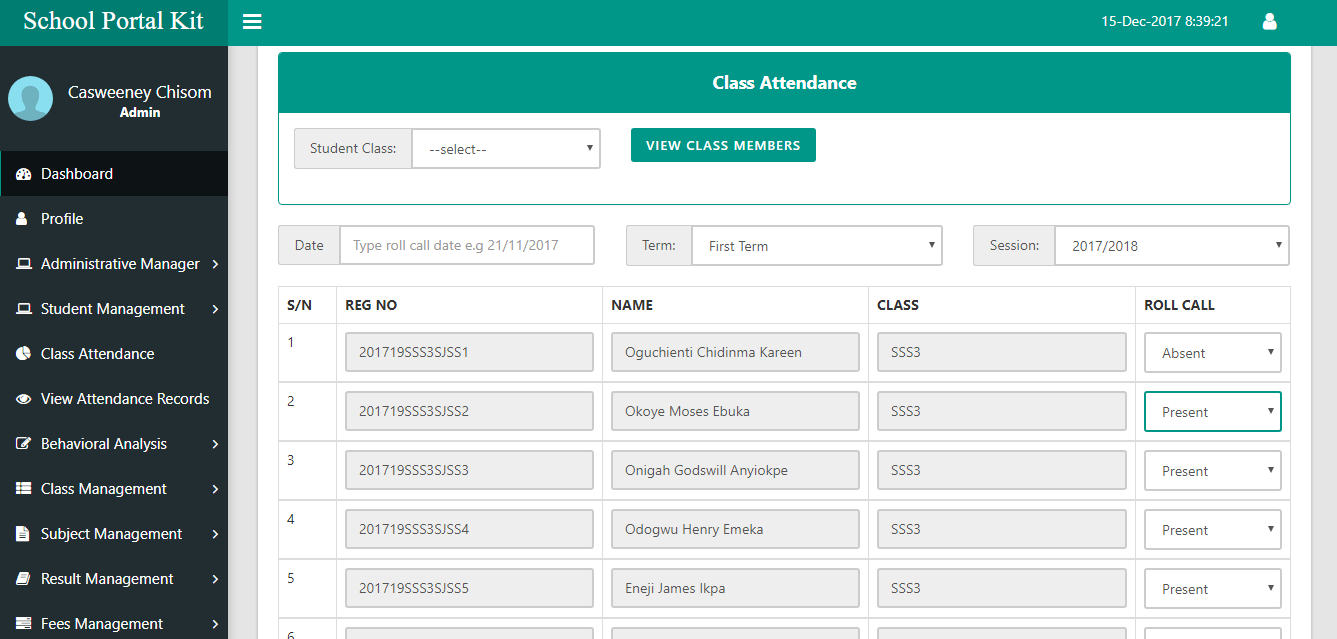 School Portal Kit
15-Dec-2017 8:39:21
Casweeney Chisom
Admin
Dashboard
Profile
Administrative Manager
Student Management
Class Attendance
View Attendance Records
Behavioral Analysis
Class Management
Subject Management
Result Management
Fees Management
Class Attendance
Student Class: --select-- VIEW CLASS MEMBERS
Date Type roll call date e.g 21/11/2017 Term: First Term Session: 2017/2018
S/N REG NO NAME CLASS ROLL CALL
1 201719SSS3SJSS1 Oguchienti Chidinma Kareen SSS3 Absent
2 201719SSS3SJSS2 Okoye Moses Ebuka SSS3 Present
3 201719SSS3SJSS3 Onigah Godswill Anyiokpe SSS3 Present
4 201719SSS3SJSS4 Odogwu Henry Emeka SSS3 Present
5 201719SSS3SJSS5 Eneji James Ikpa SSS3 Present
6